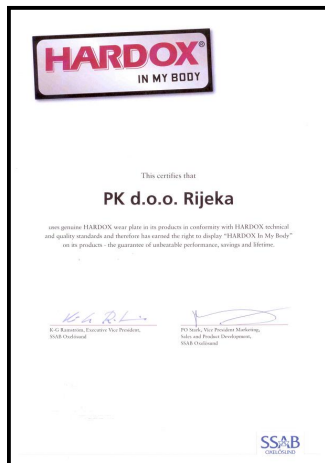 HARDOX®
IN MY BODY
This certifies that
PK d.o.o. Rijeka
uses genuine HARDOX wear plate in its products in conformity with HARDOX technical
and quality standards and therefore has earned the right to display "HARDOX In My Body"
on its products - the guarantee of unbeatable performance, savings and lifetime.
Executive Vice President,
SSAB Oxelösund
PO Stark, Vice President Marketing,
Sales and Product Development,
SSAB Oxelösund
SSAB
OXELÖSUND